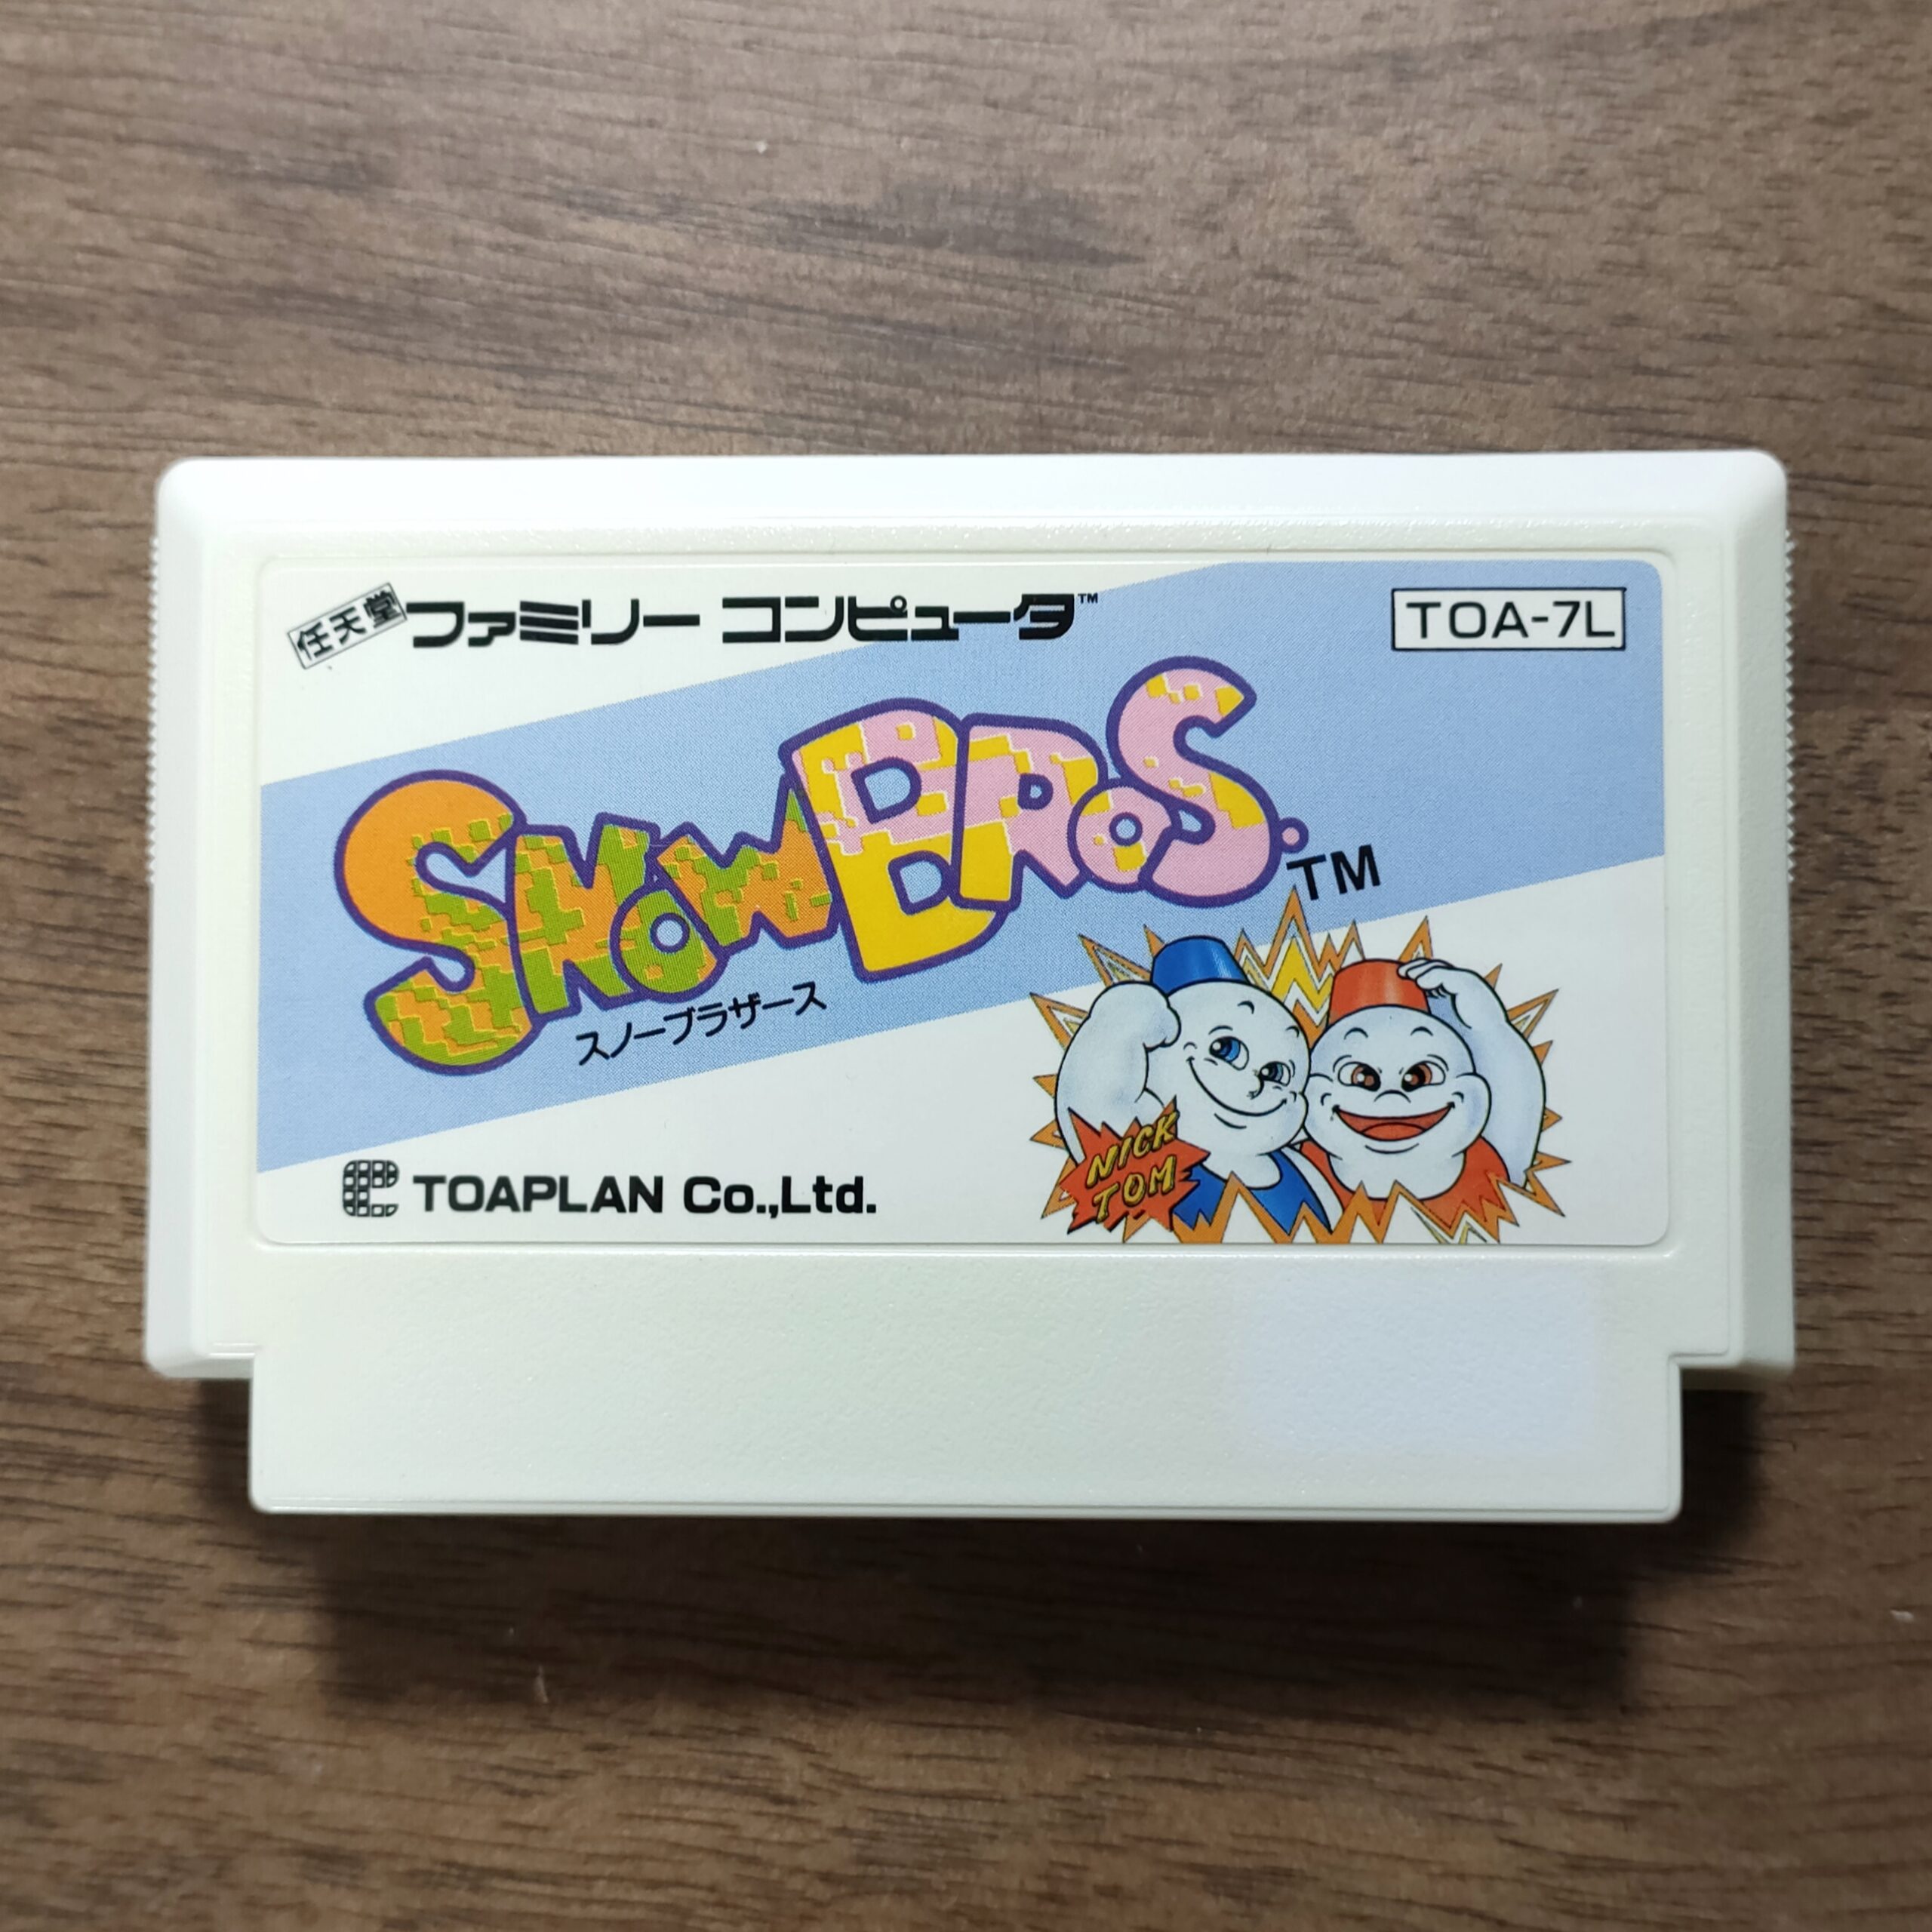 任天堂 ファミリー コンピュータ™
TOA-7L
SNOW BROS.™
スノーブラザース
NICK
TOM
TOAPLAN Co.,Ltd.